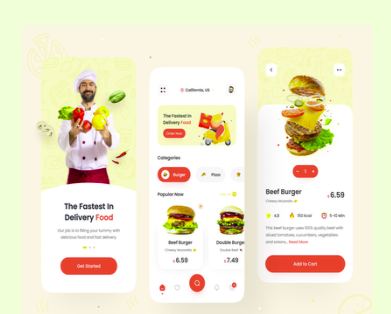 The Fastest In
Delivery Food
Our job is to filling your tummy with
delicious food and fast delivery.
Get Started
California, US
The Fastest In
Delivery Food
Order Now
Categories
Burger
Pizza
Popular Now
Beef Burger
Cheesy Mozarella
$ 6.59
Double Burger
$ 7.49
2
Beef Burger
Cheesy Mozarella
$ 6.59
4.8
150 Kcal
5-10 Min
This beef burger uses 100% quality beef with
sliced tomatoes, cucumbers, vegetables
and onions... Read More
Add to Cart